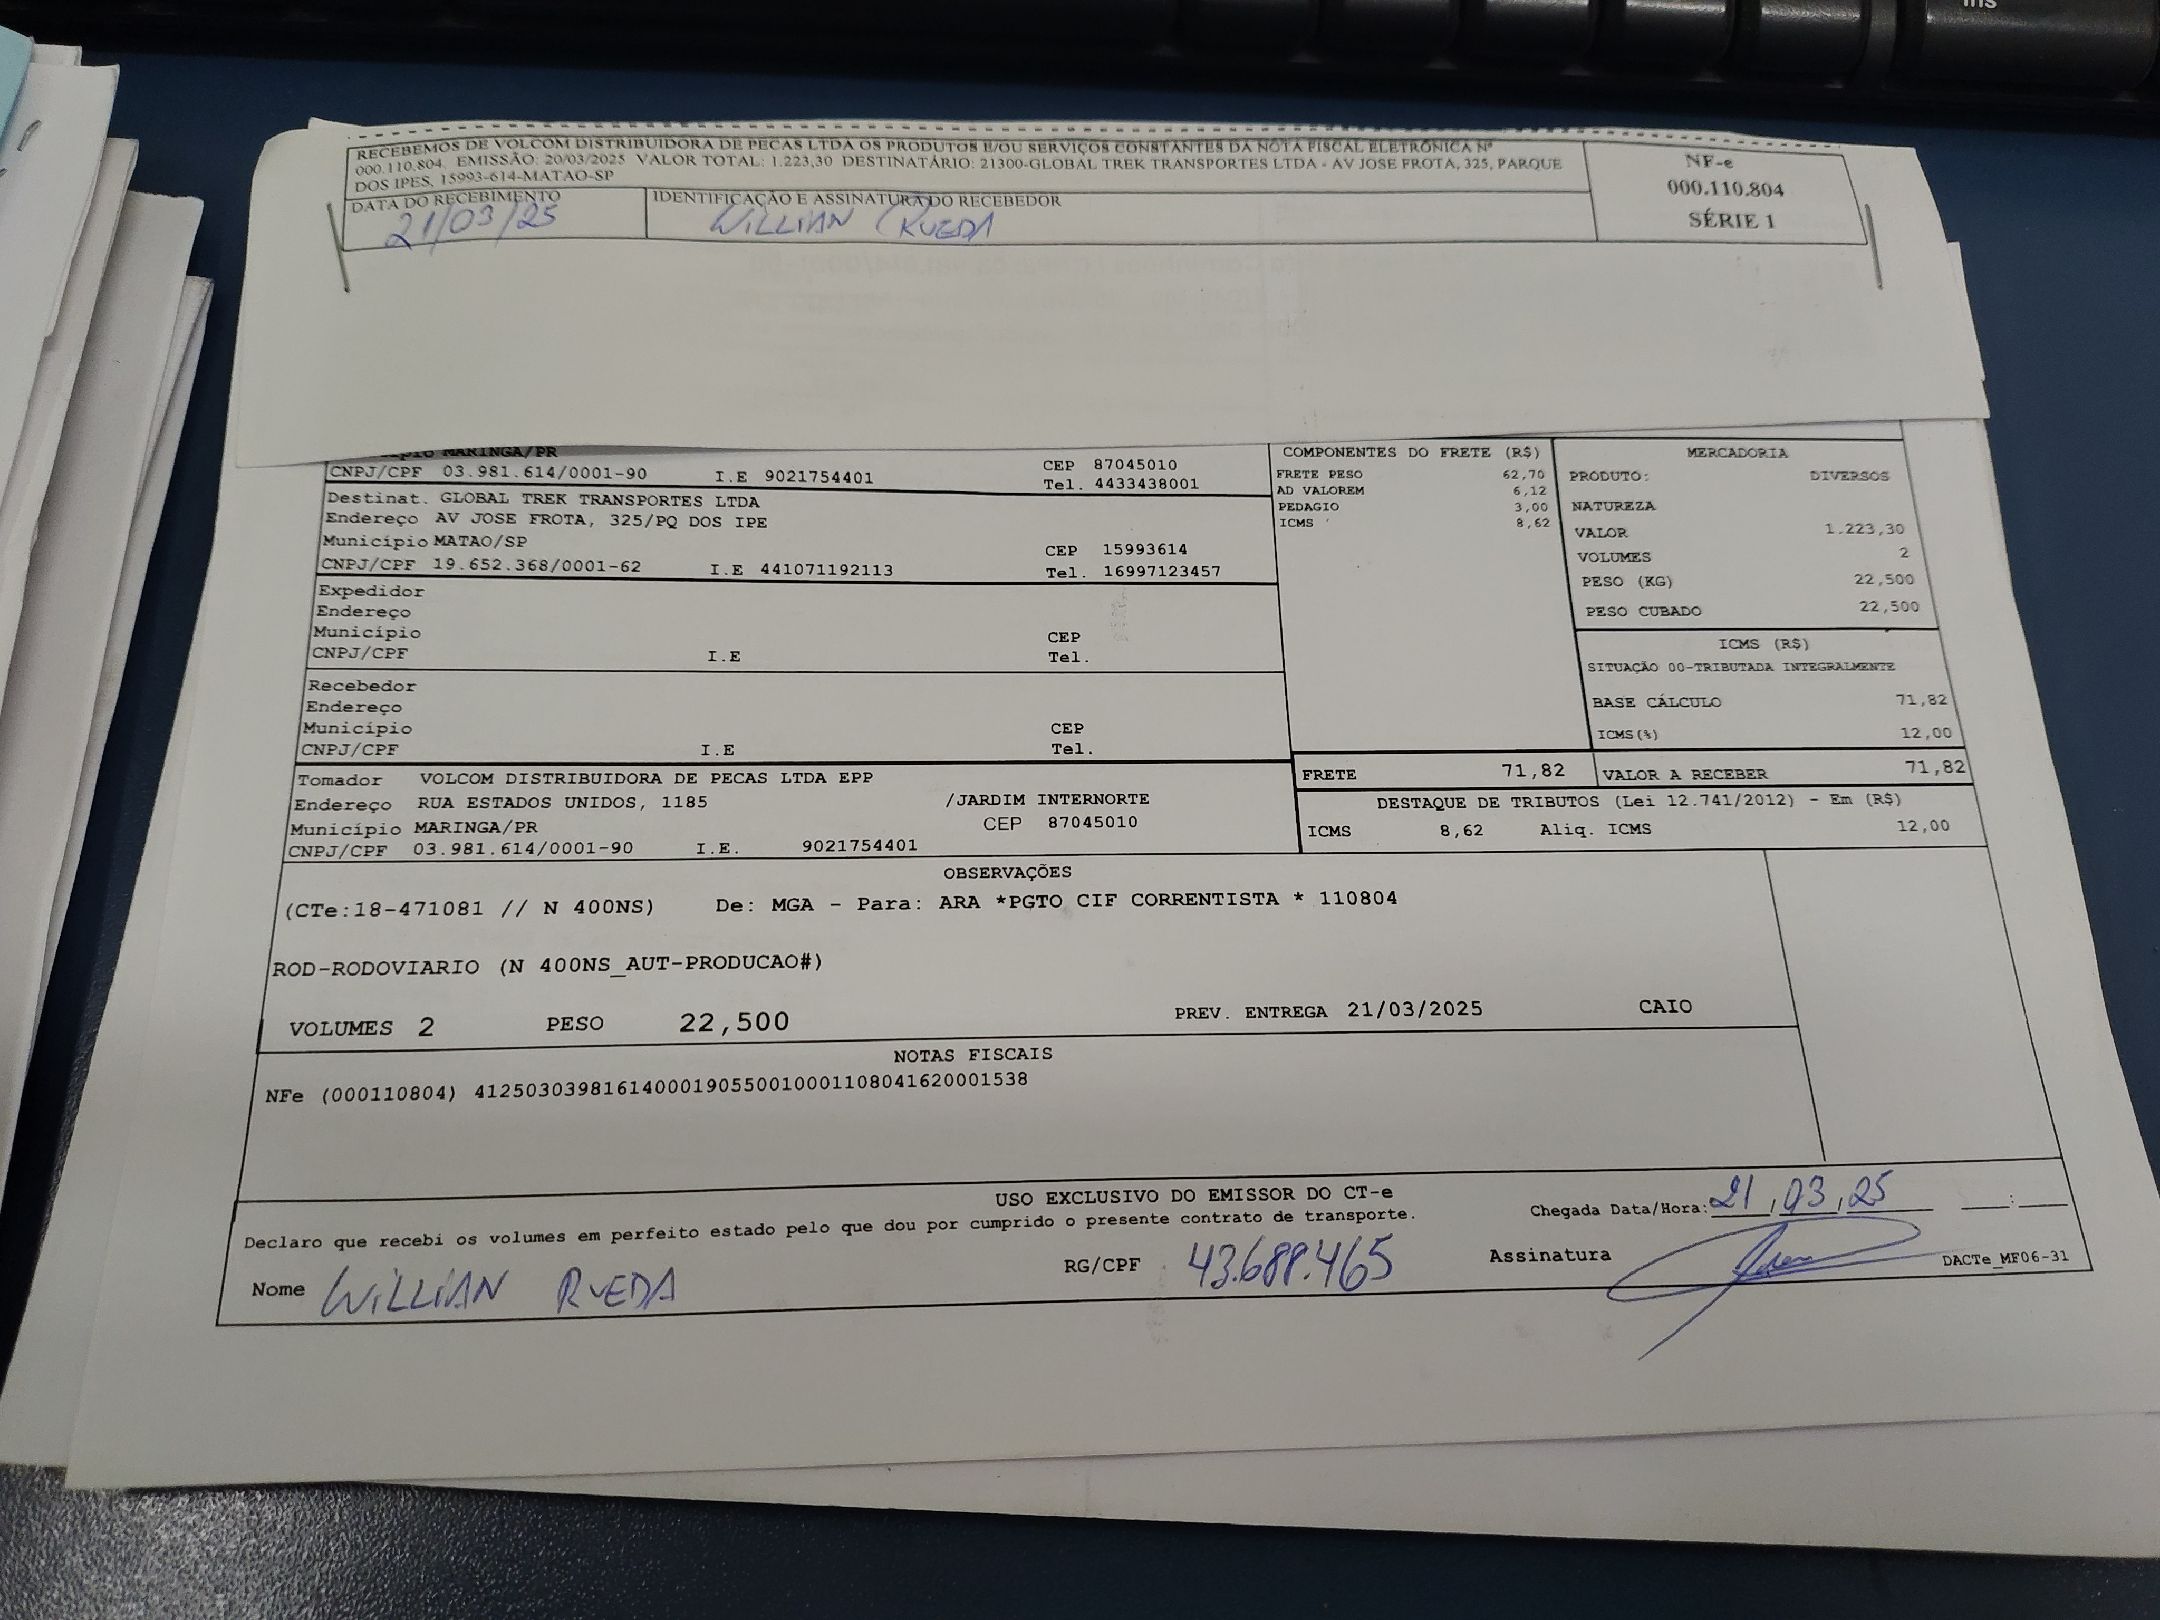 Ins
RECEBEMOS DE VOLCOM DISTRIBUIDORA DE PECAS LTDA OS PRODUTOS E/OU SERVIÇOS CONSTANTES DA NOTA FISCAL ELETRÔNICA Nº
000.110.804. EMISSÃO: 20/03/2025 VALOR TOTAL: 1.223,30 DESTINATÁRIO: 21300-GLOBAL TREK TRANSPORTES LTDA - AV JOSE FROTA, 325, PARQUE
DOS IPES, 15993-614-MATAO-SP
NF-e
000.110.804
SÉRIE 1
DATA DO RECEBIMENTO
21/03/25
IDENTIFICAÇÃO E ASSINATURA DO RECEBEDOR
WILLIAN RUEDA
MARINGA/PR
CNPJ/CPF 03.981.614/0001-90 I.E 9021754401
CEP 87045010
Tel. 4433438001
Destinat. GLOBAL TREK TRANSPORTES LTDA
Endereço AV JOSE FROTA, 325/PQ DOS IPE
Município MATAO/SP CEP 15993614
CNPJ/CPF 19.652.368/0001-62 I.E 441071192113 Tel. 16997123457
Expedidor
Endereço
Município CEP
CNPJ/CPF I.E Tel.
Recebedor
Endereço
Município CEP
CNPJ/CPF I.E Tel.
Tomador VOLCOM DISTRIBUIDORA DE PECAS LTDA EPP
Endereço RUA ESTADOS UNIDOS, 1185 /JARDIM INTERNORTE
Município MARINGA/PR CEP 87045010
CNPJ/CPF 03.981.614/0001-90 I.E. 9021754401
COMPONENTES DO FRETE (R$)
FRETE PESO 62,70
AD VALOREM 6,12
PEDAGIO 3,00
ICMS 8,62
MERCADORIA
PRODUTO: DIVERSOS
NATUREZA
VALOR 1.223,30
VOLUMES 2
PESO (KG) 22,500
PESO CUBADO 22,500
ICMS (R$)
SITUAÇÃO 00-TRIBUTADA INTEGRALMENTE
BASE CÁLCULO 71,82
ICMS(%) 12,00
FRETE 71,82 VALOR A RECEBER 71,82
DESTAQUE DE TRIBUTOS (Lei 12.741/2012) - Em (R$)
ICMS 8,62 Aliq. ICMS 12,00
OBSERVAÇÕES
(CTe:18-471081 // N 400NS) De: MGA - Para: ARA *PGTO CIF CORRENTISTA * 110804
ROD-RODOVIARIO (N 400NS_AUT-PRODUCAO#)
VOLUMES 2 PESO 22,500 PREV. ENTREGA 21/03/2025 CAIO
NOTAS FISCAIS
NFe (000110804) 41250303981614000190550010001108041620001538
USO EXCLUSIVO DO EMISSOR DO CT-e
Declaro que recebi os volumes em perfeito estado pelo que dou por cumprido o presente contrato de transporte.
Chegada Data/Hora: 21,03,25 __:__
Nome WILLIAN RUEDA RG/CPF 43.688.465 Assinatura
DACTe_MF06-31